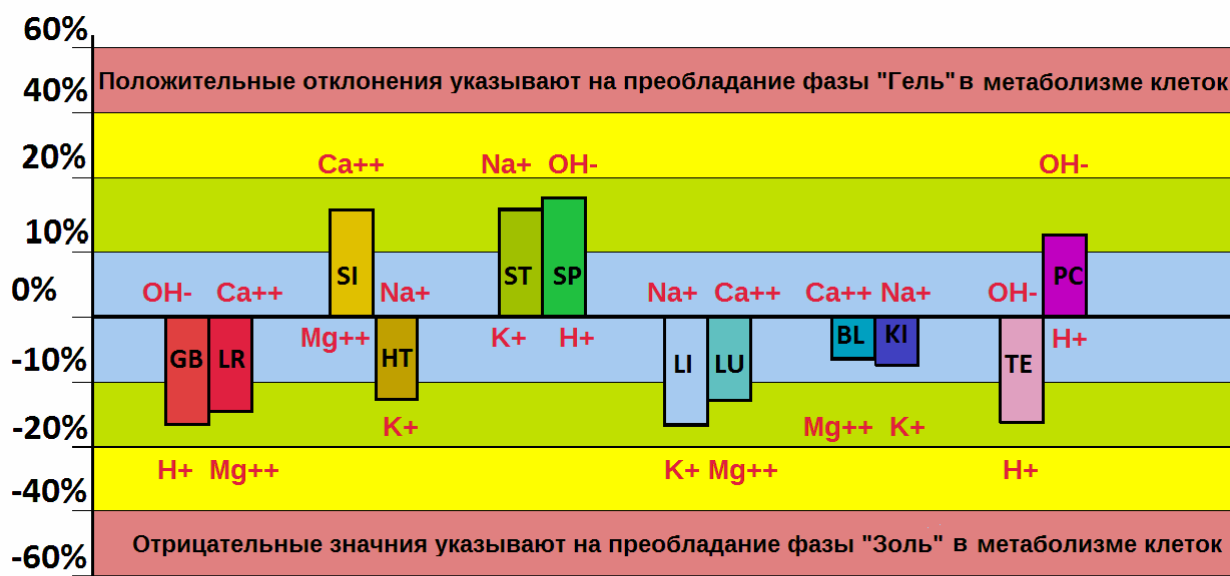 60%
Положительные отклонения указывают на преобладание фазы "Гель" в метаболизме клеток
40%
20%
Ca++ Na+ OH- OH-
10%
SI ST SP PC
0%
OH- Ca++ Na+ Na+ Ca++ Ca++ Na+ OH-
Mg++ K+ H+ H+
GB LR HT LI LU BL KI TE
-10%
-20%
K+ Mg++ K+
H+ Mg++ K+ Mg++ H+
-40%
Отрицательные значния указывают на преобладание фазы "Золь" в метаболизме клеток
-60%